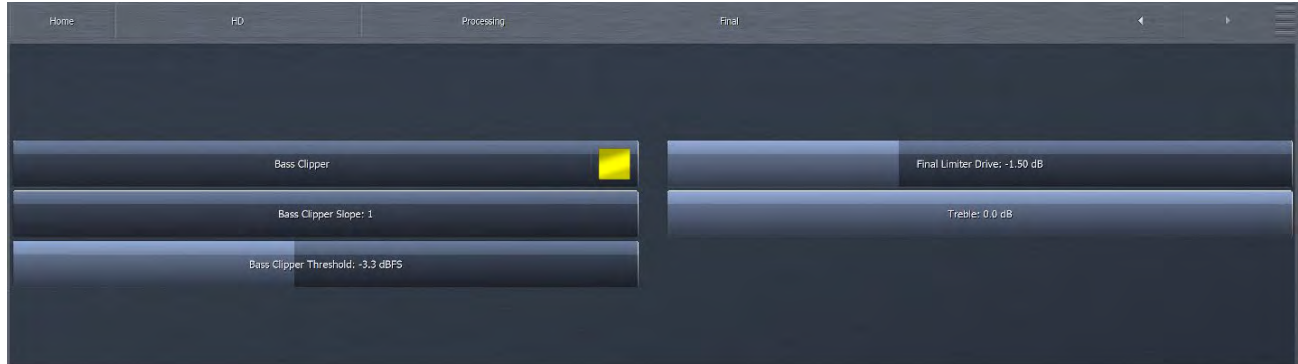 Home HD Processing Final
Bass Clipper
Bass Clipper Slope: 1
Bass Clipper Threshold: -3.3 dBFS
Final Limiter Drive: -1.50 dB
Treble: 0.0 dB